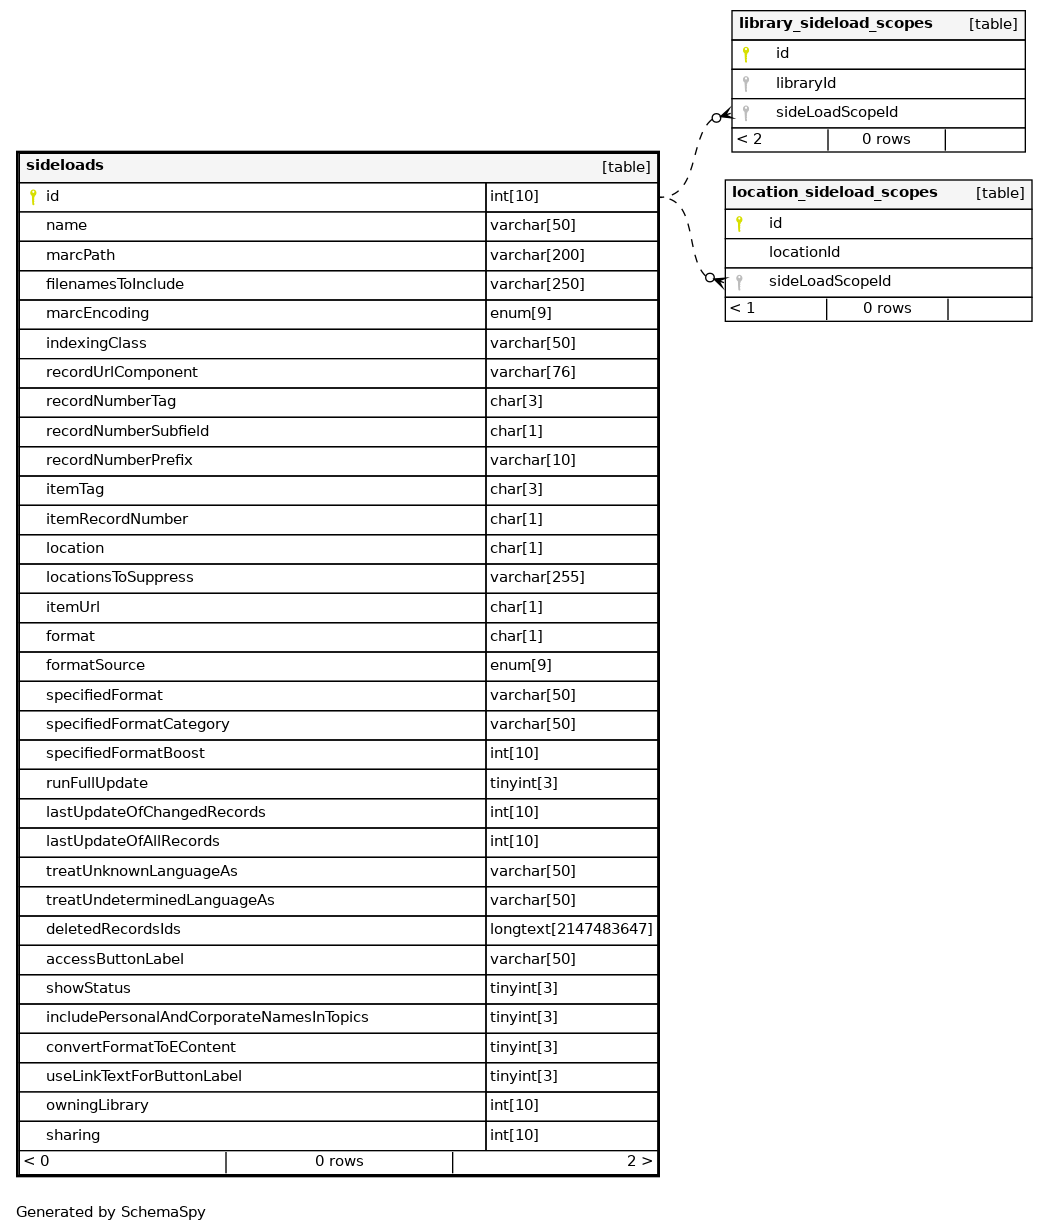 library_sideload_scopes [table]
id
libraryId
sideLoadScopeId
< 2 0 rows
location_sideload_scopes [table]
id
locationId
sideLoadScopeId
< 1 0 rows
sideloads [table]
id int[10]
name varchar[50]
marcPath varchar[200]
filenamesToInclude varchar[250]
marcEncoding enum[9]
indexingClass varchar[50]
recordUrlComponent varchar[76]
recordNumberTag char[3]
recordNumberSubfield char[1]
recordNumberPrefix varchar[10]
itemTag char[3]
itemRecordNumber char[1]
location char[1]
locationsToSuppress varchar[255]
itemUrl char[1]
format char[1]
formatSource enum[9]
specifiedFormat varchar[50]
specifiedFormatCategory varchar[50]
specifiedFormatBoost int[10]
runFullUpdate tinyint[3]
lastUpdateOfChangedRecords int[10]
lastUpdateOfAllRecords int[10]
treatUnknownLanguageAs varchar[50]
treatUndeterminedLanguageAs varchar[50]
deletedRecordsIds longtext[2147483647]
accessButtonLabel varchar[50]
showStatus tinyint[3]
includePersonalAndCorporateNamesInTopics tinyint[3]
convertFormatToEContent tinyint[3]
useLinkTextForButtonLabel tinyint[3]
owningLibrary int[10]
sharing int[10]
< 0 0 rows 2 >
Generated by SchemaSpy